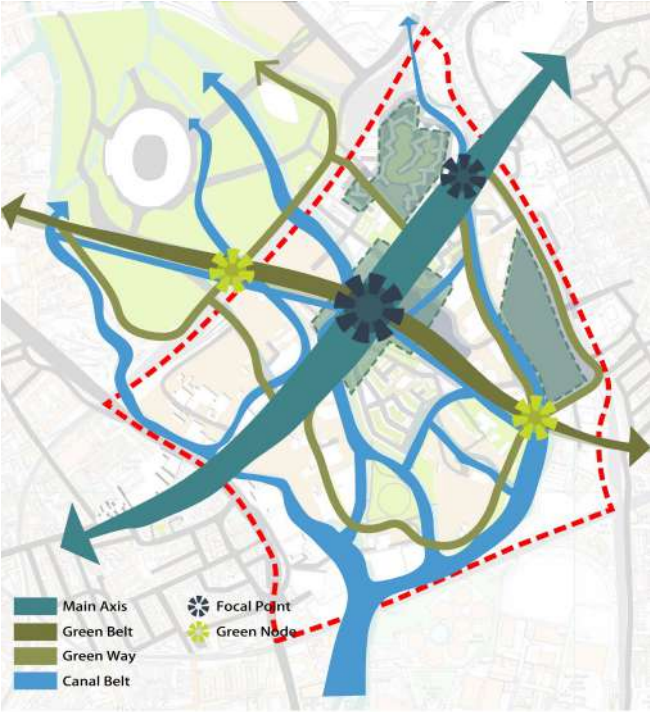 Main Axis
Green Belt
Green Way
Canal Belt
Focal Point
Green Node